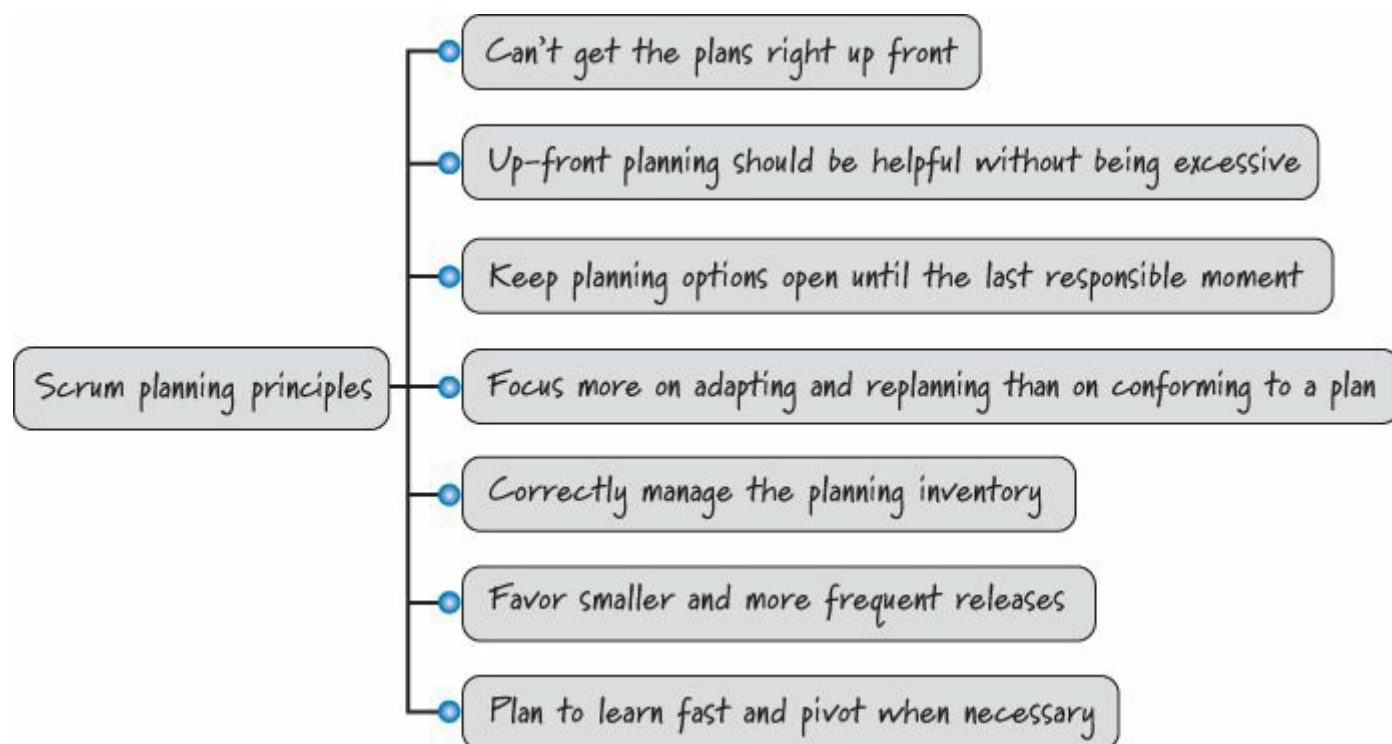 Can't get the plans right up front
Up-front planning should be helpful without being excessive
Keep planning options open until the last responsible moment
Scrum planning principles
Focus more on adapting and replanning than on conforming to a plan
Correctly manage the planning inventory
Favor smaller and more frequent releases
Plan to learn fast and pivot when necessary